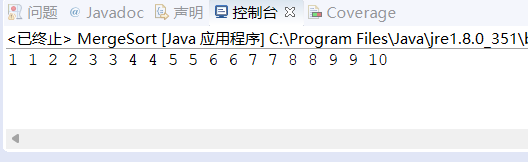 问题 @ Javadoc 声明 控制台 Coverage
<已终止> MergeSort [Java 应用程序] C:\Program Files\Java\jre1.8.0_351\b
1 1 2 2 3 3 4 4 5 5 6 6 6 7 7 7 8 8 9 9 10